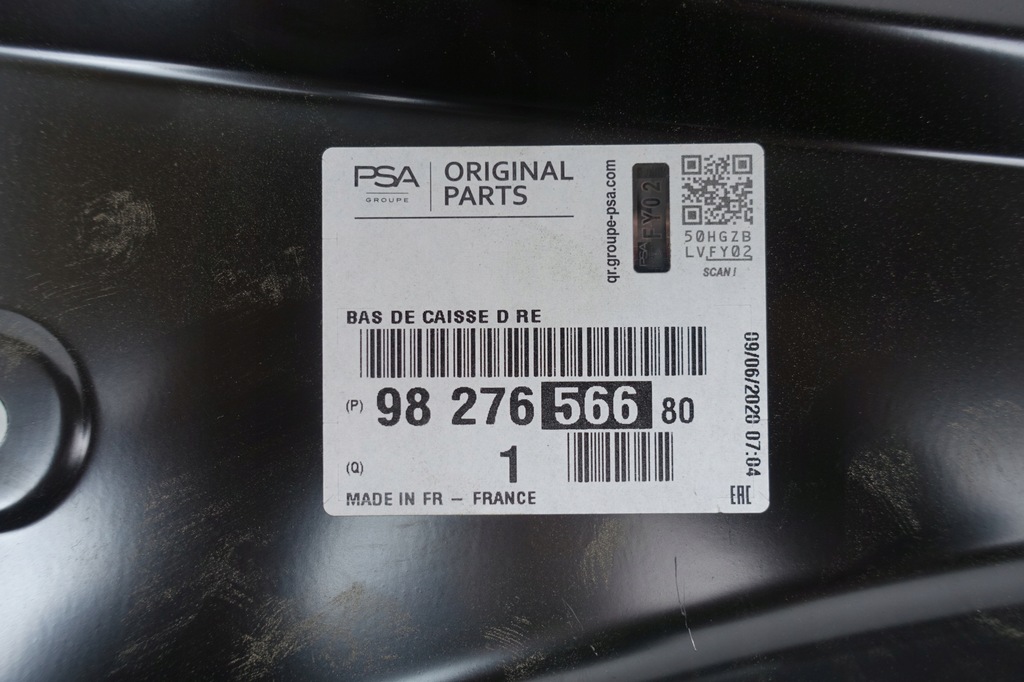 PSA
GROUPE
ORIGINAL
PARTS
qr.groupe-psa.com
PSA FY02
50HGZB
LVFY02
SCAN!
BAS DE CAISSE D RE
(P) 98 276 566 80
(Q) 1
MADE IN FR – FRANCE
09/06/2020 07:04
EAC